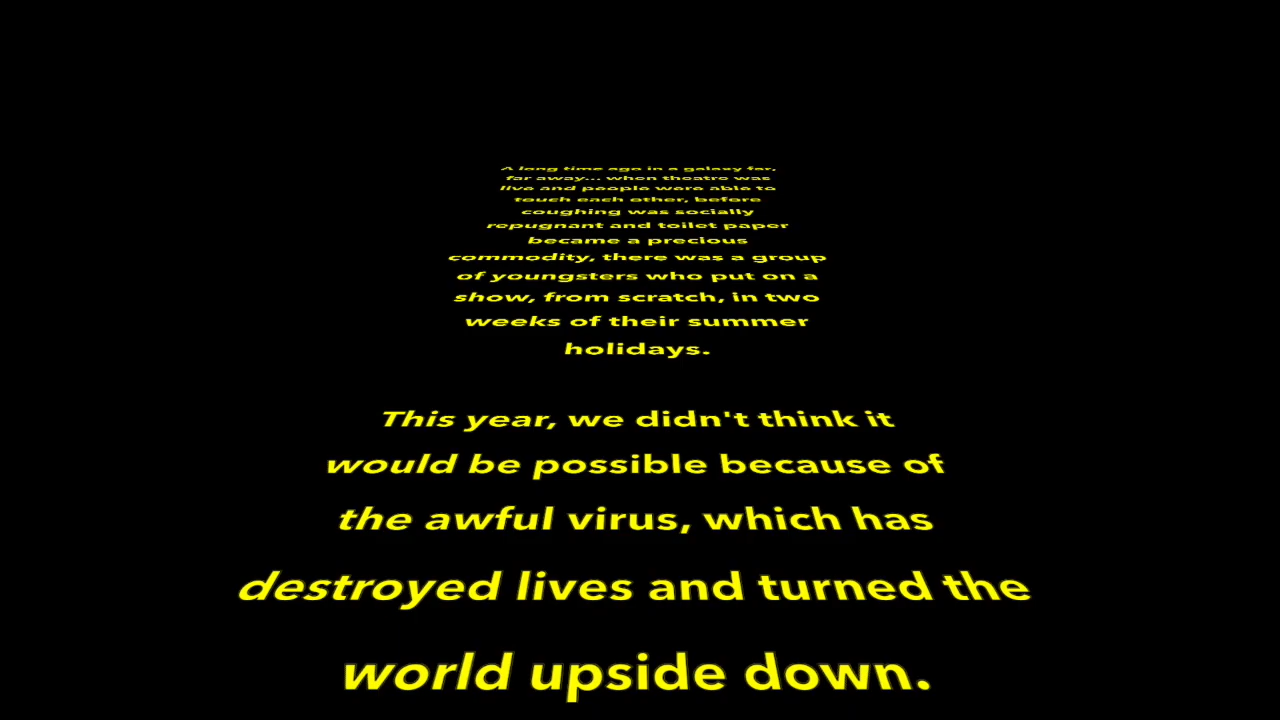 A long time ago in a galaxy far,
far away... when theatre was
live and people were able to
touch each other, before
coughing was socially
repugnant and toilet paper
became a precious
commodity, there was a group
of youngsters who put on a
show, from scratch, in two
weeks of their summer
holidays.
This year, we didn't think it
would be possible because of
the awful virus, which has
destroyed lives and turned the
world upside down.